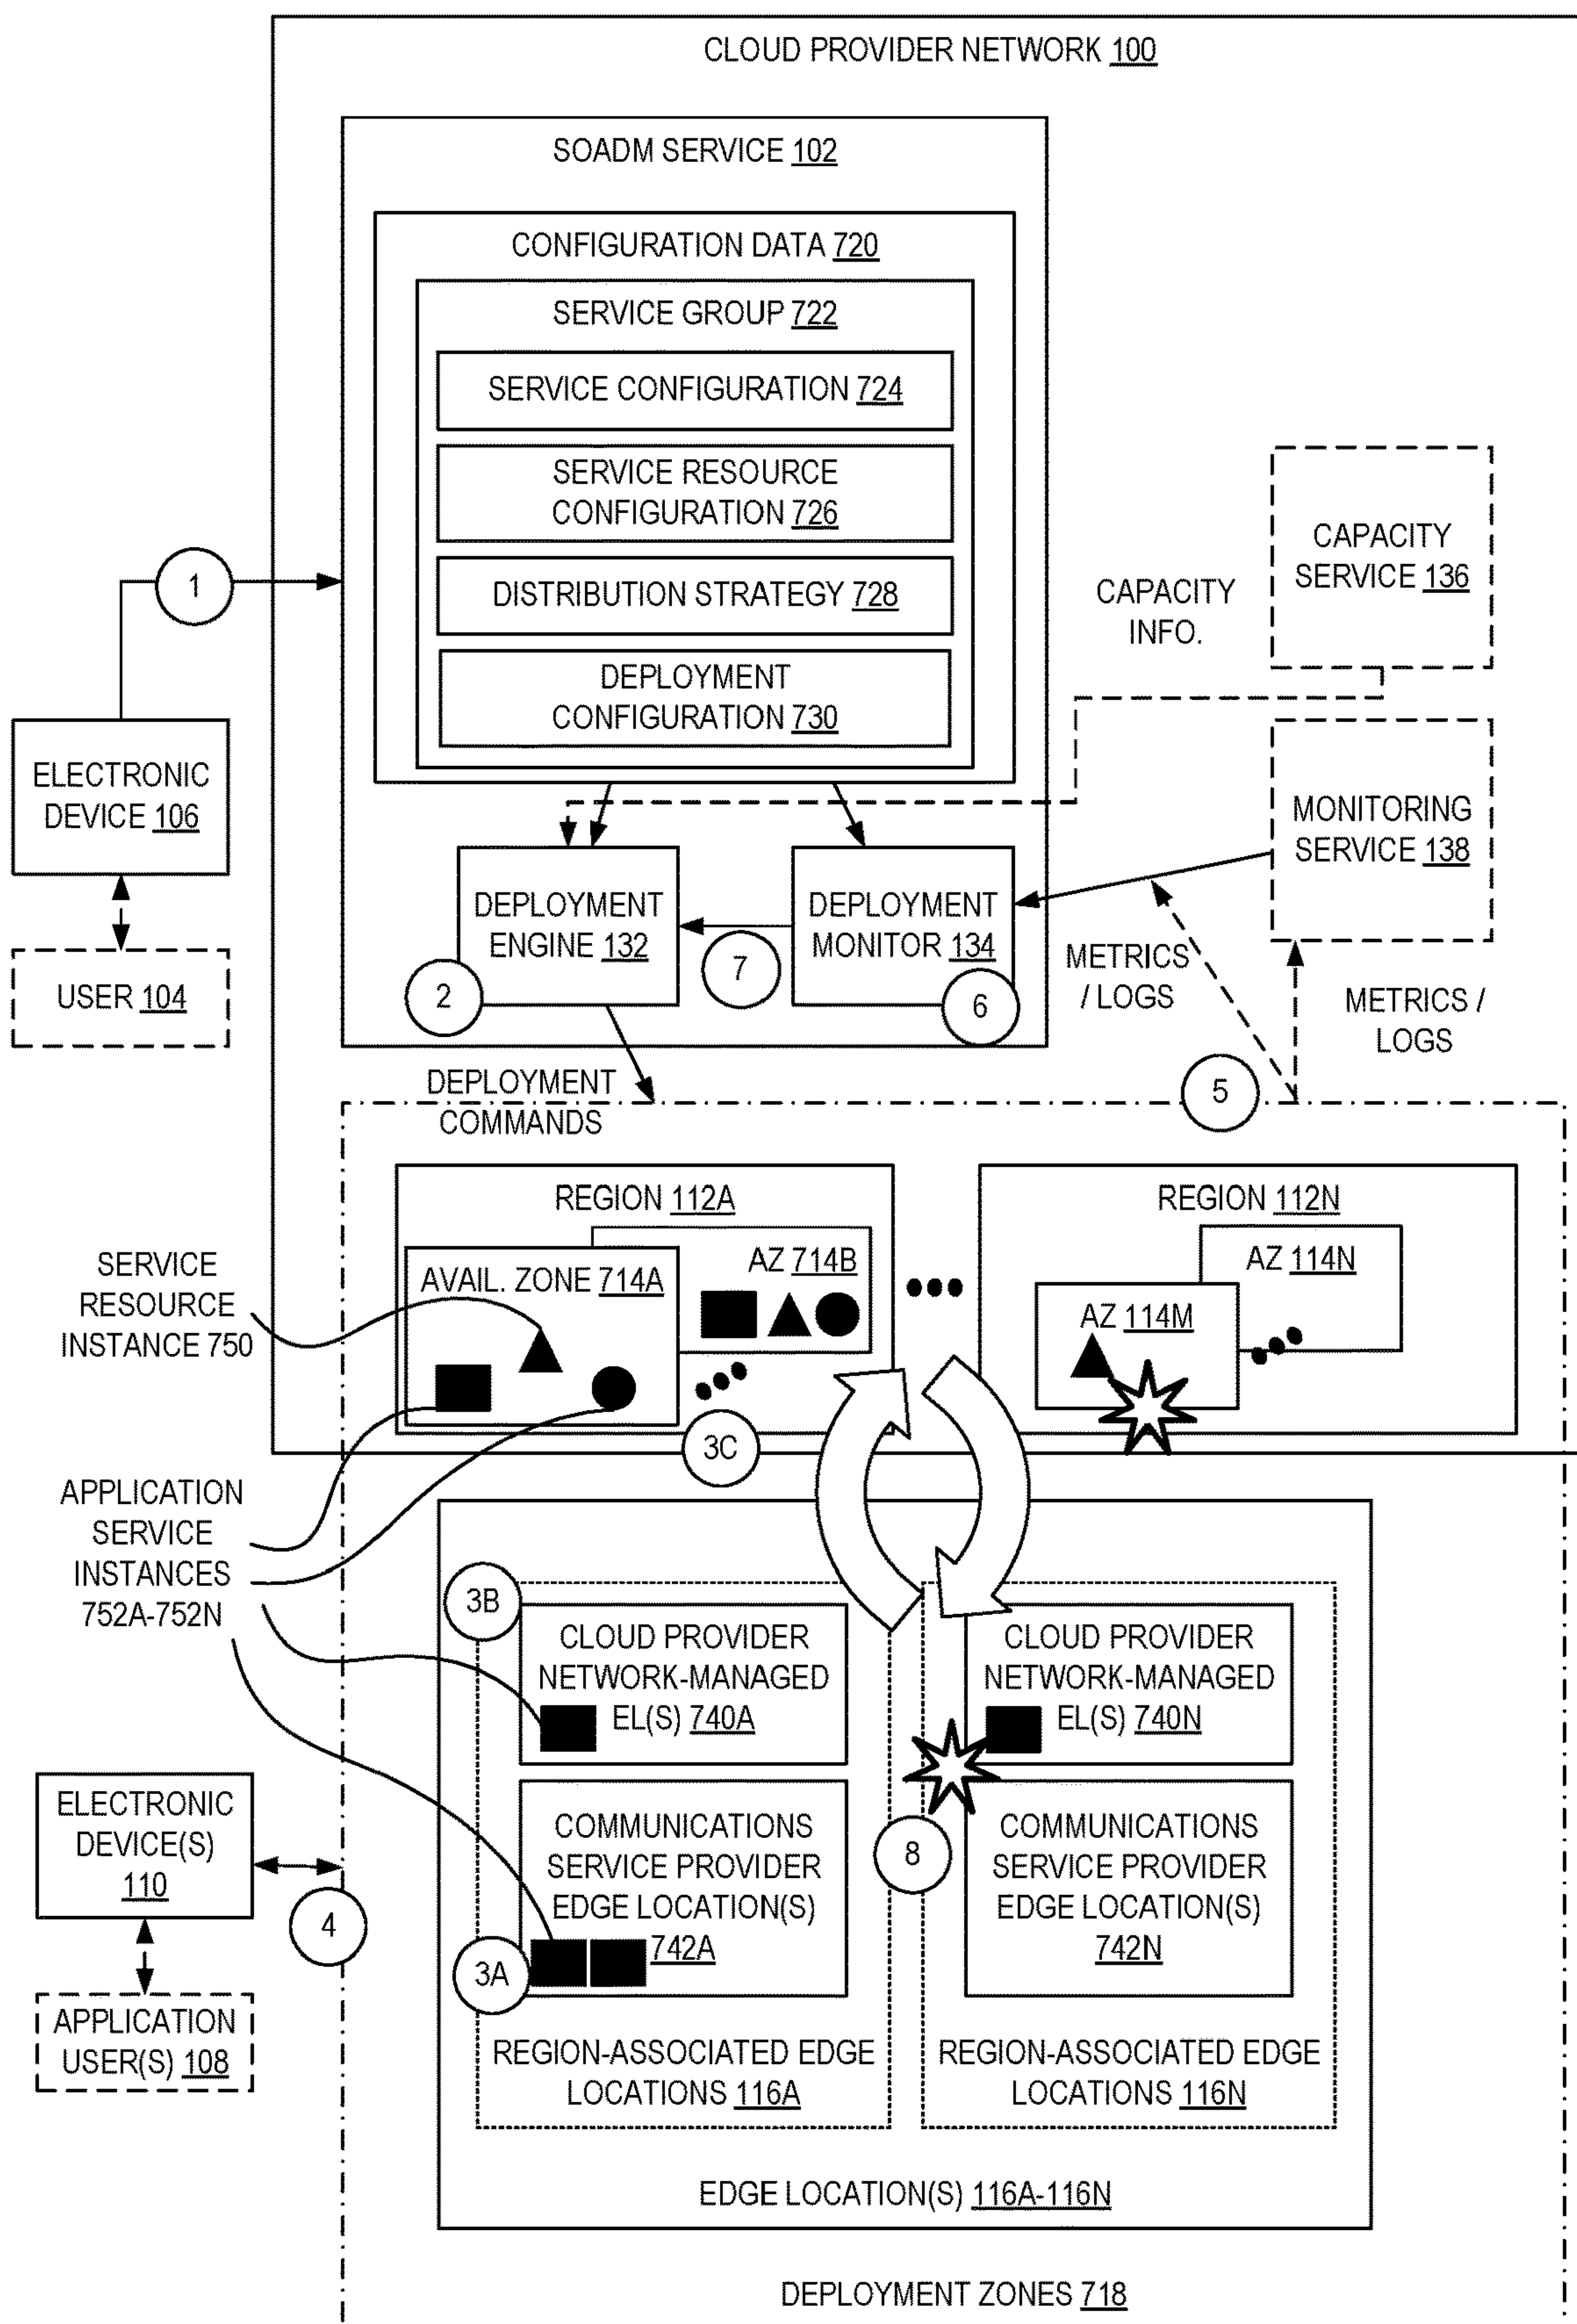 CLOUD PROVIDER NETWORK 100
SOADM SERVICE 102
CONFIGURATION DATA 720
SERVICE GROUP 722
SERVICE CONFIGURATION 724
SERVICE RESOURCE
CONFIGURATION 726
DISTRIBUTION STRATEGY 728
DEPLOYMENT
CONFIGURATION 730
CAPACITY
SERVICE 136
CAPACITY
INFO.
1
ELECTRONIC
DEVICE 106
USER 104
MONITORING
SERVICE 138
DEPLOYMENT
ENGINE 132
DEPLOYMENT
MONITOR 134
2
7
6
METRICS
/ LOGS
METRICS /
LOGS
5
DEPLOYMENT
COMMANDS
REGION 112A
AVAIL. ZONE 714A
AZ 714B
REGION 112N
AZ 114N
AZ 114M
SERVICE
RESOURCE
INSTANCE 750
3C
APPLICATION
SERVICE
INSTANCES
752A-752N
3B
CLOUD PROVIDER
NETWORK-MANAGED
EL(S) 740A
CLOUD PROVIDER
NETWORK-MANAGED
EL(S) 740N
COMMUNICATIONS
SERVICE PROVIDER
EDGE LOCATION(S)
742A
COMMUNICATIONS
SERVICE PROVIDER
EDGE LOCATION(S)
742N
8
3A
ELECTRONIC
DEVICE(S)
110
4
APPLICATION
USER(S) 108
REGION-ASSOCIATED EDGE
LOCATIONS 116A
REGION-ASSOCIATED EDGE
LOCATIONS 116N
EDGE LOCATION(S) 116A-116N
DEPLOYMENT ZONES 718